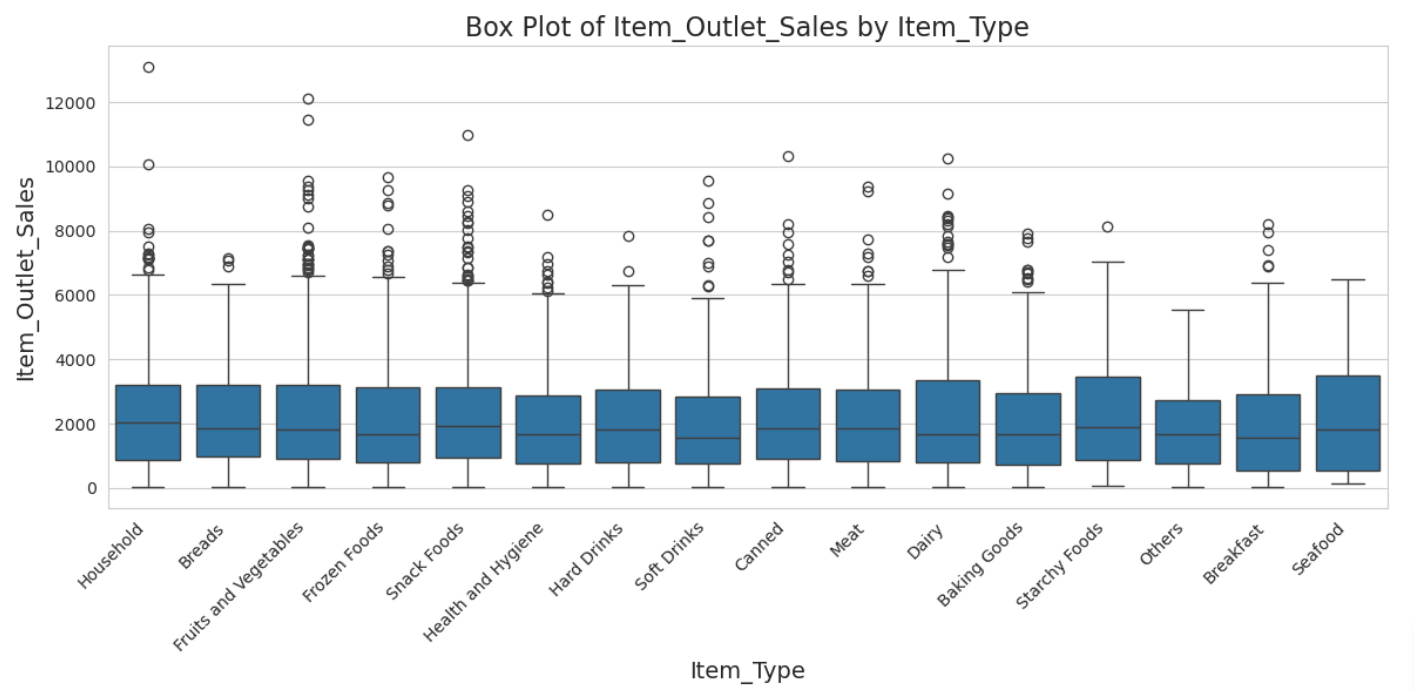 Box Plot of Item_Outlet_Sales by Item_Type
Item_Outlet_Sales
12000
10000
8000
6000
4000
2000
0
Household
Breads
Fruits and Vegetables
Frozen Foods
Snack Foods
Health and Hygiene
Hard Drinks
Soft Drinks
Canned
Meat
Dairy
Baking Goods
Starchy Foods
Others
Breakfast
Seafood
Item_Type